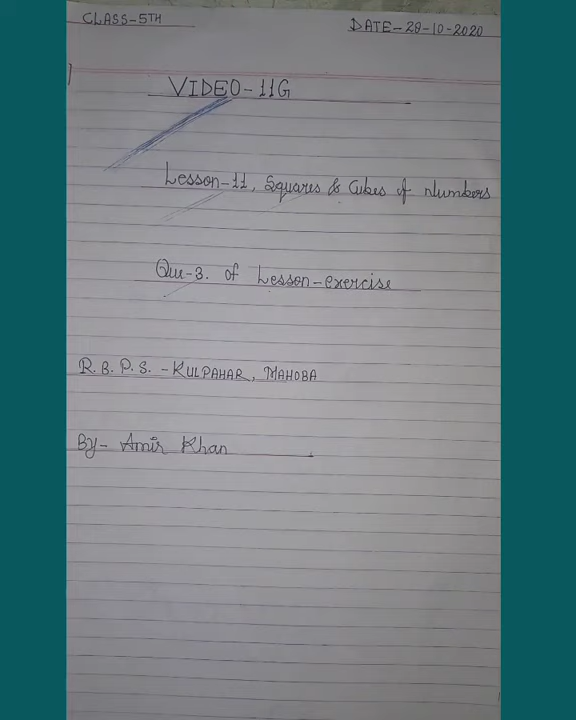 CLASS-5TH
DATE-28-10-2020
VIDEO-11G
Lesson-11, Squares & Cubes of Numbers
Qu-3. of Lesson-exercise
R.B.P.S.-KULPAHAR, MAHOBA
By- Amir Khan